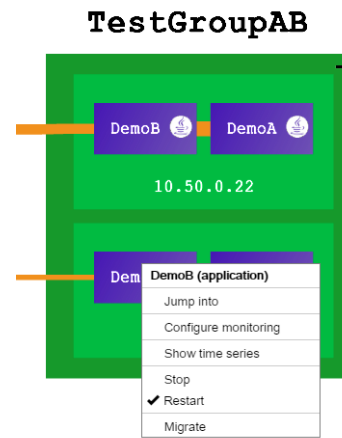 TestGroupAB
DemoB DemoA
10.50.0.22
Dem
DemoB (application)
Jump into
Configure monitoring
Show time series
Stop
Restart
Migrate